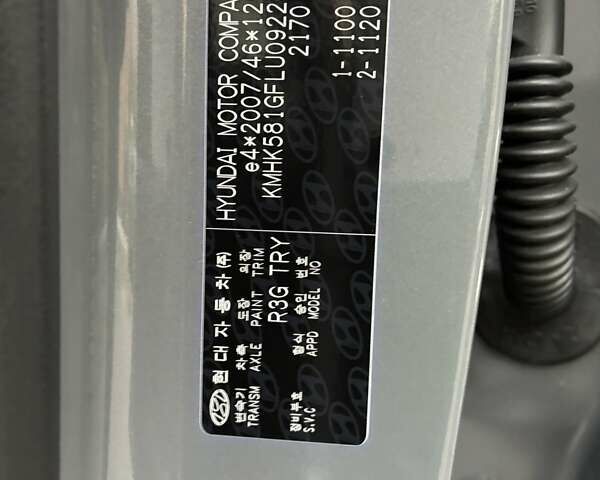 현대자동차(주) HYUNDAI MOTOR COMPA
e4*2007/46*12
KMHK581GFLU0922
2170
1-1100
2-1120
변속기 차축 도장 외장
TRANSM AXLE PAINT TRIM
R3G TRY
형식 승인 번호
APPD MODEL NO
정비부호
S.V.C